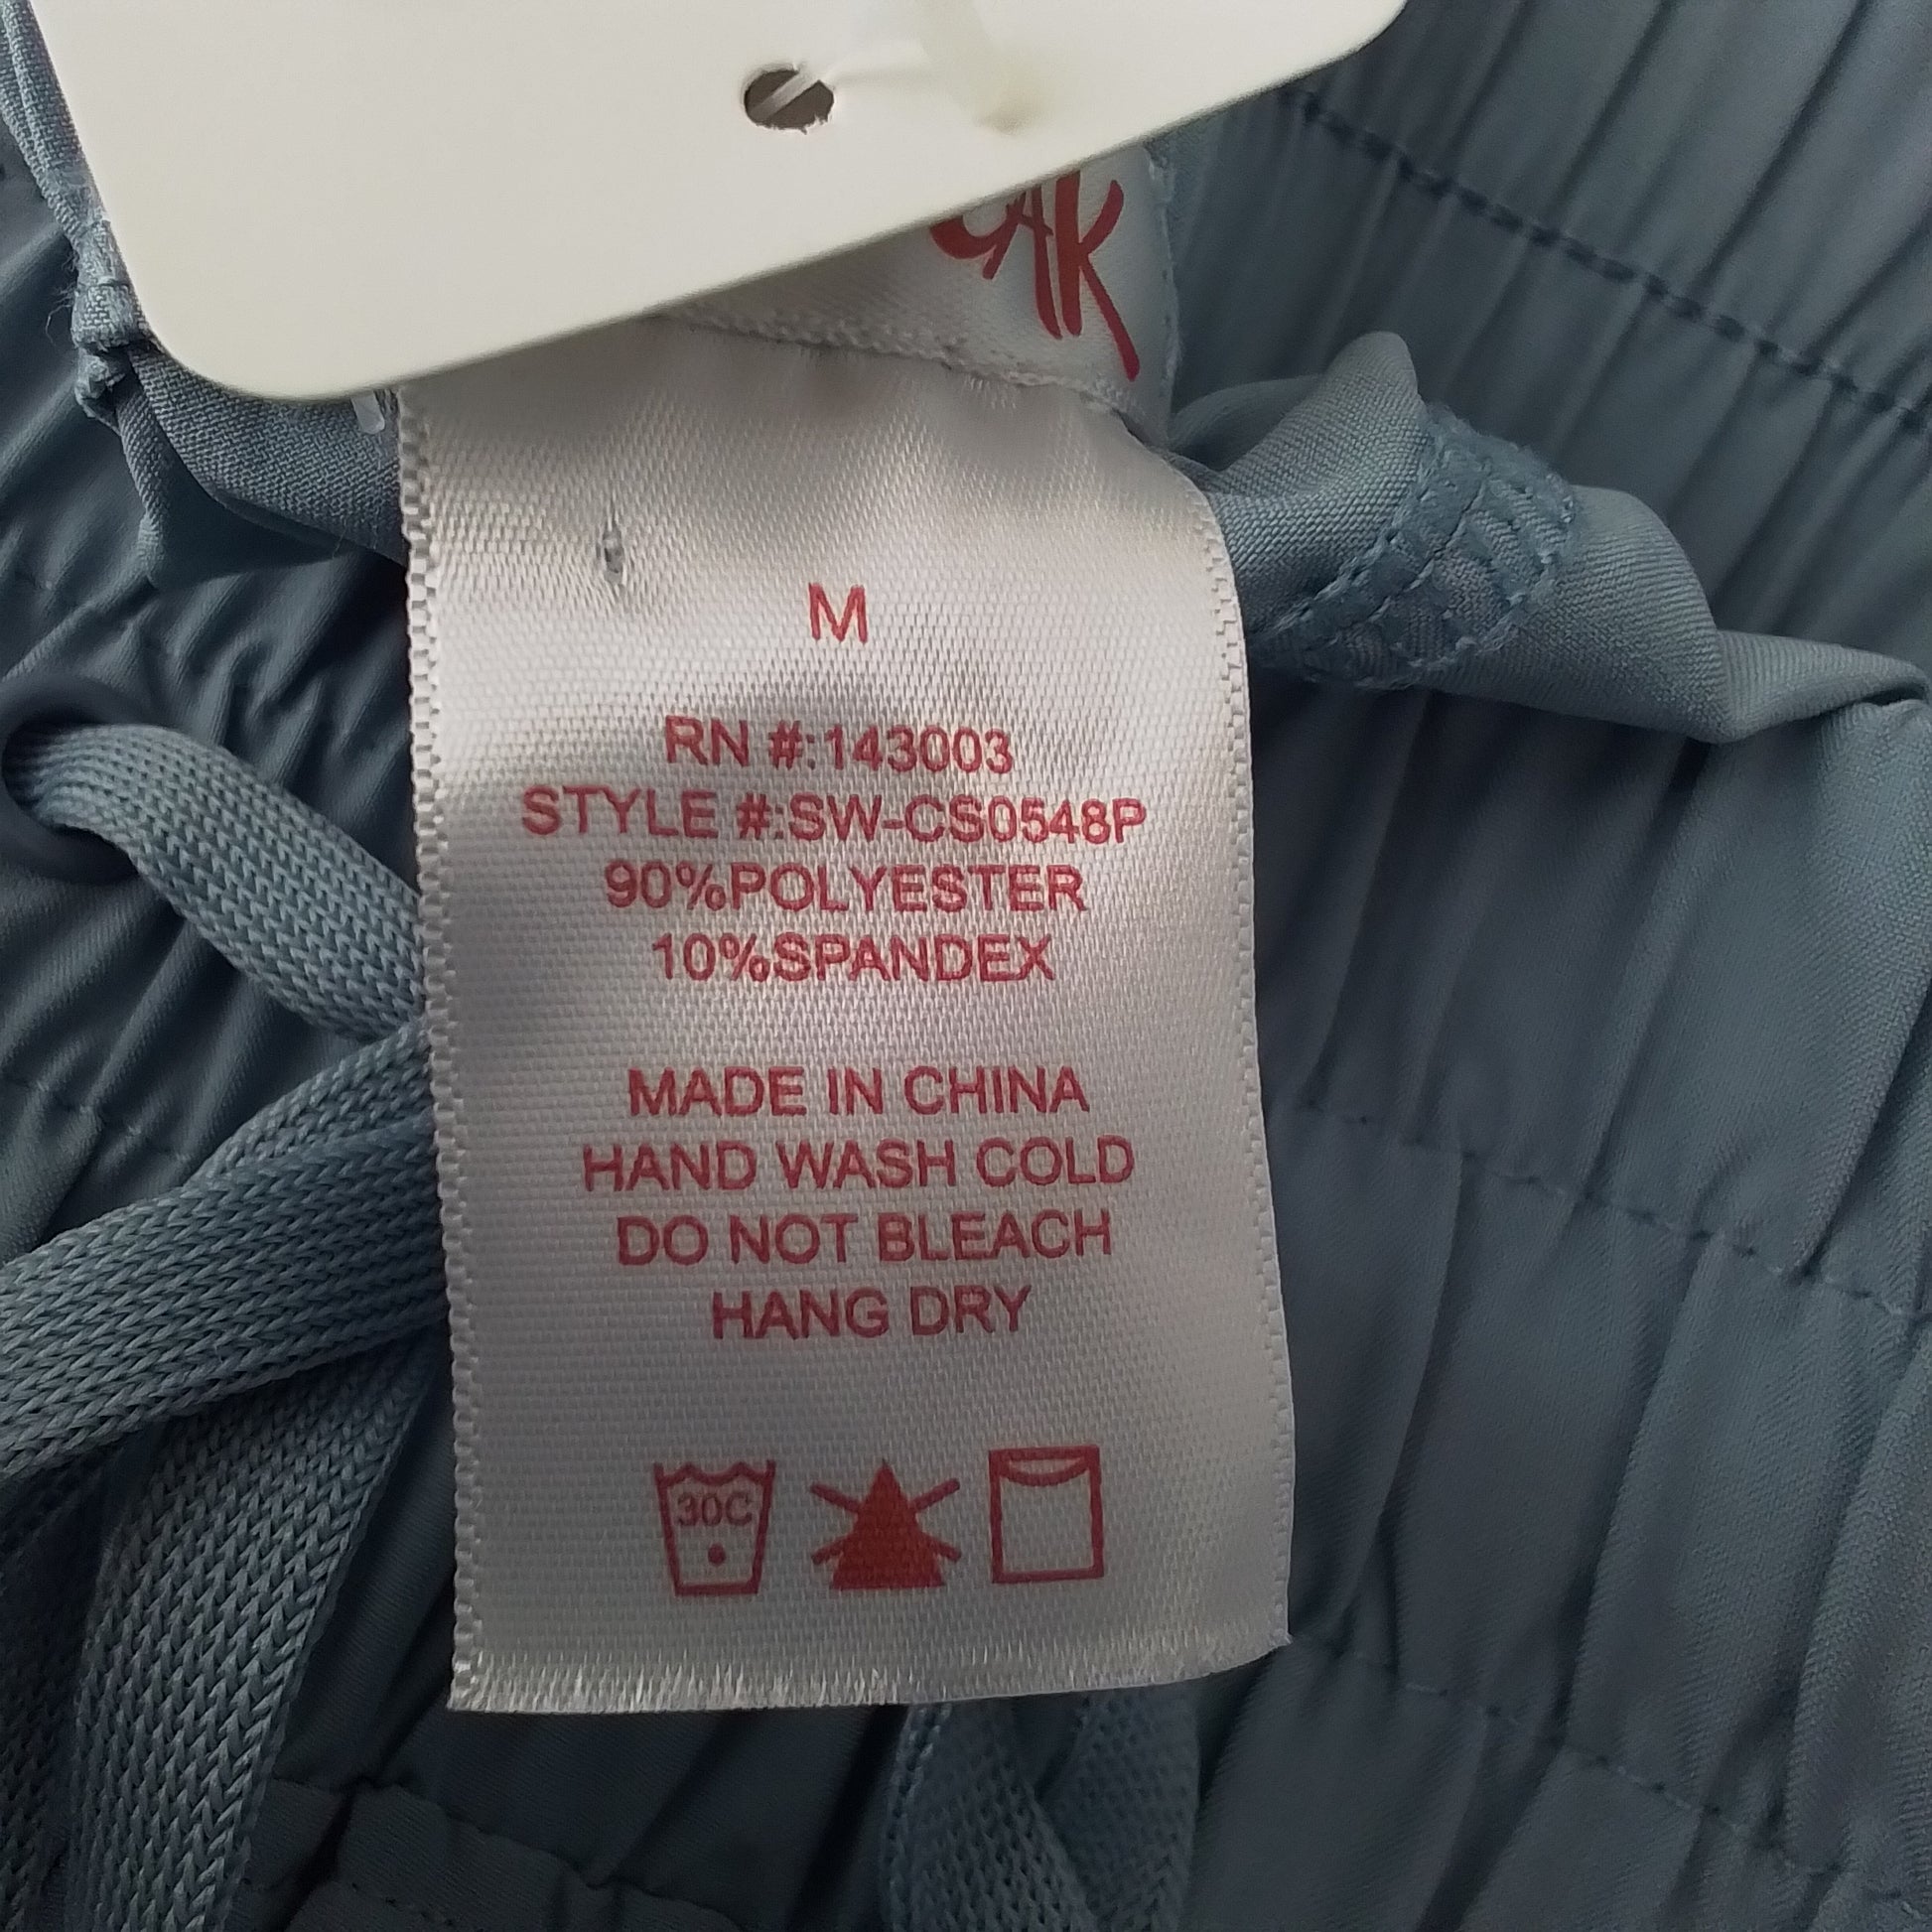 M
RN #:143003
STYLE #:SW-CS0548P
90%POLYESTER
10%SPANDEX
MADE IN CHINA
HAND WASH COLD
DO NOT BLEACH
HANG DRY
30C